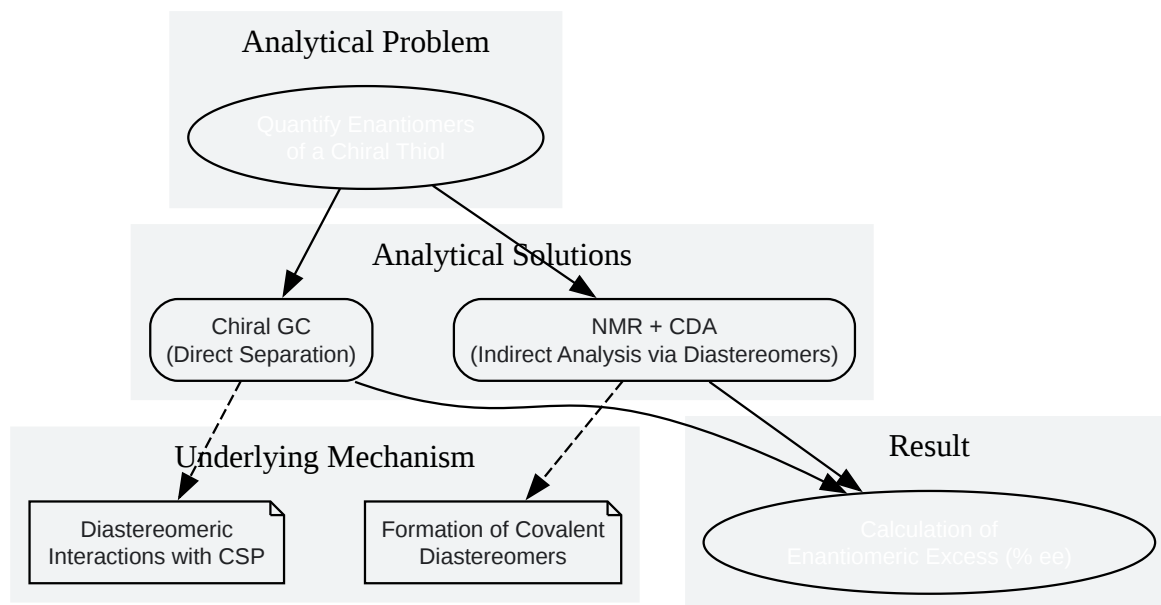 Analytical Problem
Quantify Enantiomers
of a Chiral Thiol
Analytical Solutions
Chiral GC
(Direct Separation)
NMR + CDA
(Indirect Analysis via Diastereomers)
Underlying Mechanism
Diastereomeric
Interactions with CSP
Formation of Covalent
Diastereomers
Result
Calculation of
Enantiomeric Excess (% ee)